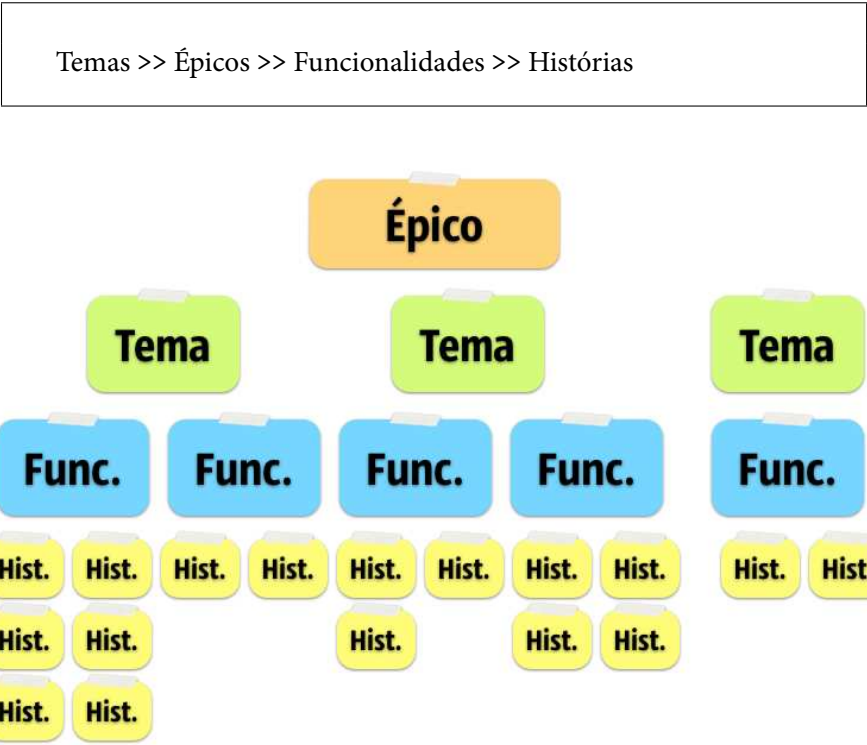 Temas >> Épicos >> Funcionalidades >> Histórias
Épico
Tema Tema Tema
Func. Func. Func. Func. Func.
Hist. Hist. Hist. Hist. Hist. Hist. Hist. Hist. Hist. Hist
Hist. Hist. Hist. Hist. Hist.
Hist. Hist.